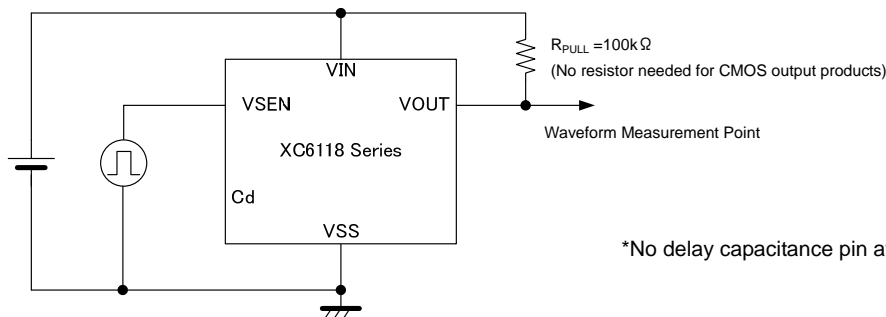 R_PULL =100kΩ
(No resistor needed for CMOS output products)
VIN
VSEN
VOUT
Waveform Measurement Point
XC6118 Series
Cd
VSS
*No delay capacitance pin a